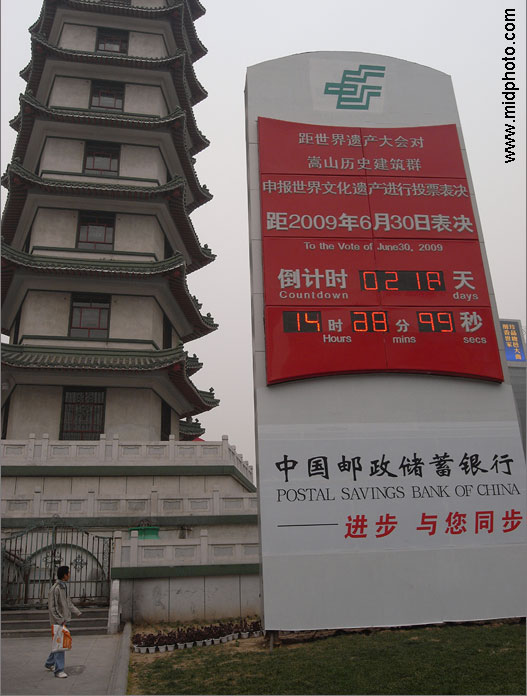 www.midphoto.com
距世界遗产大会对
嵩山历史建筑群
申报世界文化遗产进行投票表决
距2009年6月30日表决
To the Vote of June30, 2009
倒计时 天
Countdown days
14时 分 99秒
Hours mins secs
中国邮政储蓄银行
POSTAL SAVINGS BANK OF CHINA
进步 与您同步